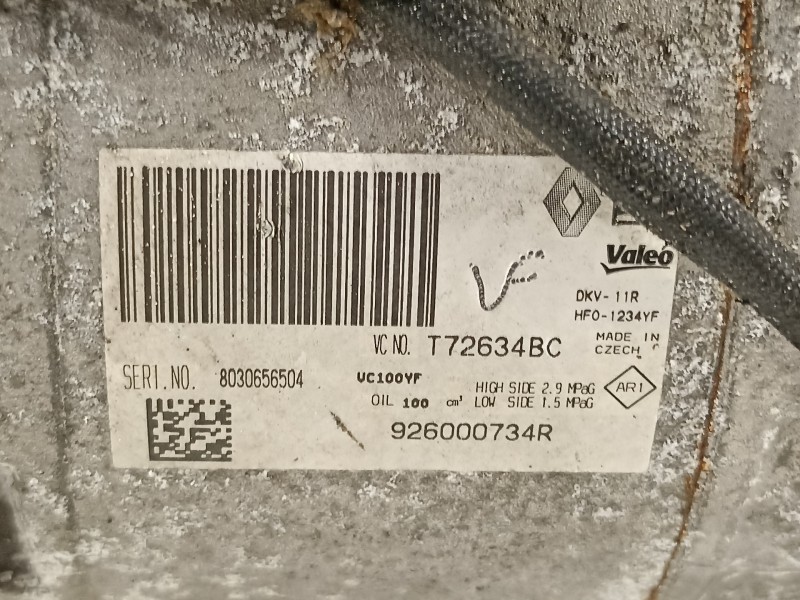 Valeo
DKV-11R
HFO-1234YF
MADE IN
CZECH
VC NO. T72634BC
SERI.NO. 8030656504
VC100YF
OIL 100 cm³
HIGH SIDE 2.9 MPaG
LOW SIDE 1.5 MPaG
AR1
926000734R
VF